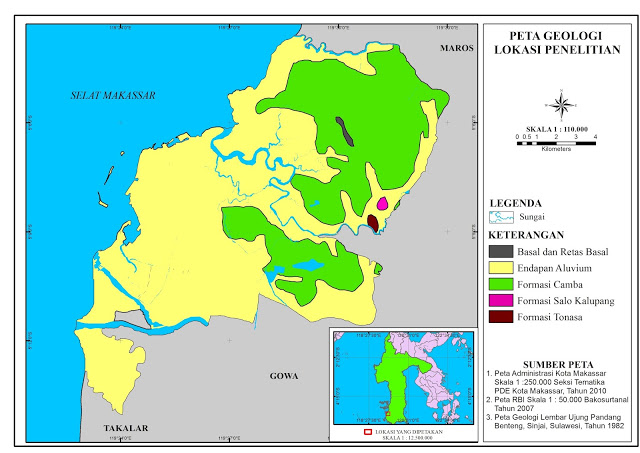 PETA GEOLOGI
LOKASI PENELITIAN
SKALA 1 : 110.000
0 0.5 1 2 3 4
Kilometers
LEGENDA
Sungai
KETERANGAN
Basal dan Retas Basal
Endapan Aluvium
Formasi Camba
Formasi Salo Kalupang
Formasi Tonasa
SUMBER PETA
1. Peta Administrasi Kota Makassar
Skala 1 :250.000 Seksi Tematika
PDE Kota Makassar, Tahun 2010
2. Peta RBI Skala 1 : 50.000 Bakosurtanal
Tahun 2007
3. Peta Geologi Lembar Ujung Pandang
Benteng, Sinjai, Sulawesi, Tahun 1982
MAROS
SELAT MAKASSAR
GOWA
TAKALAR
LOKASI YANG DIPETAKAN
SKALA 1 : 12.500.000